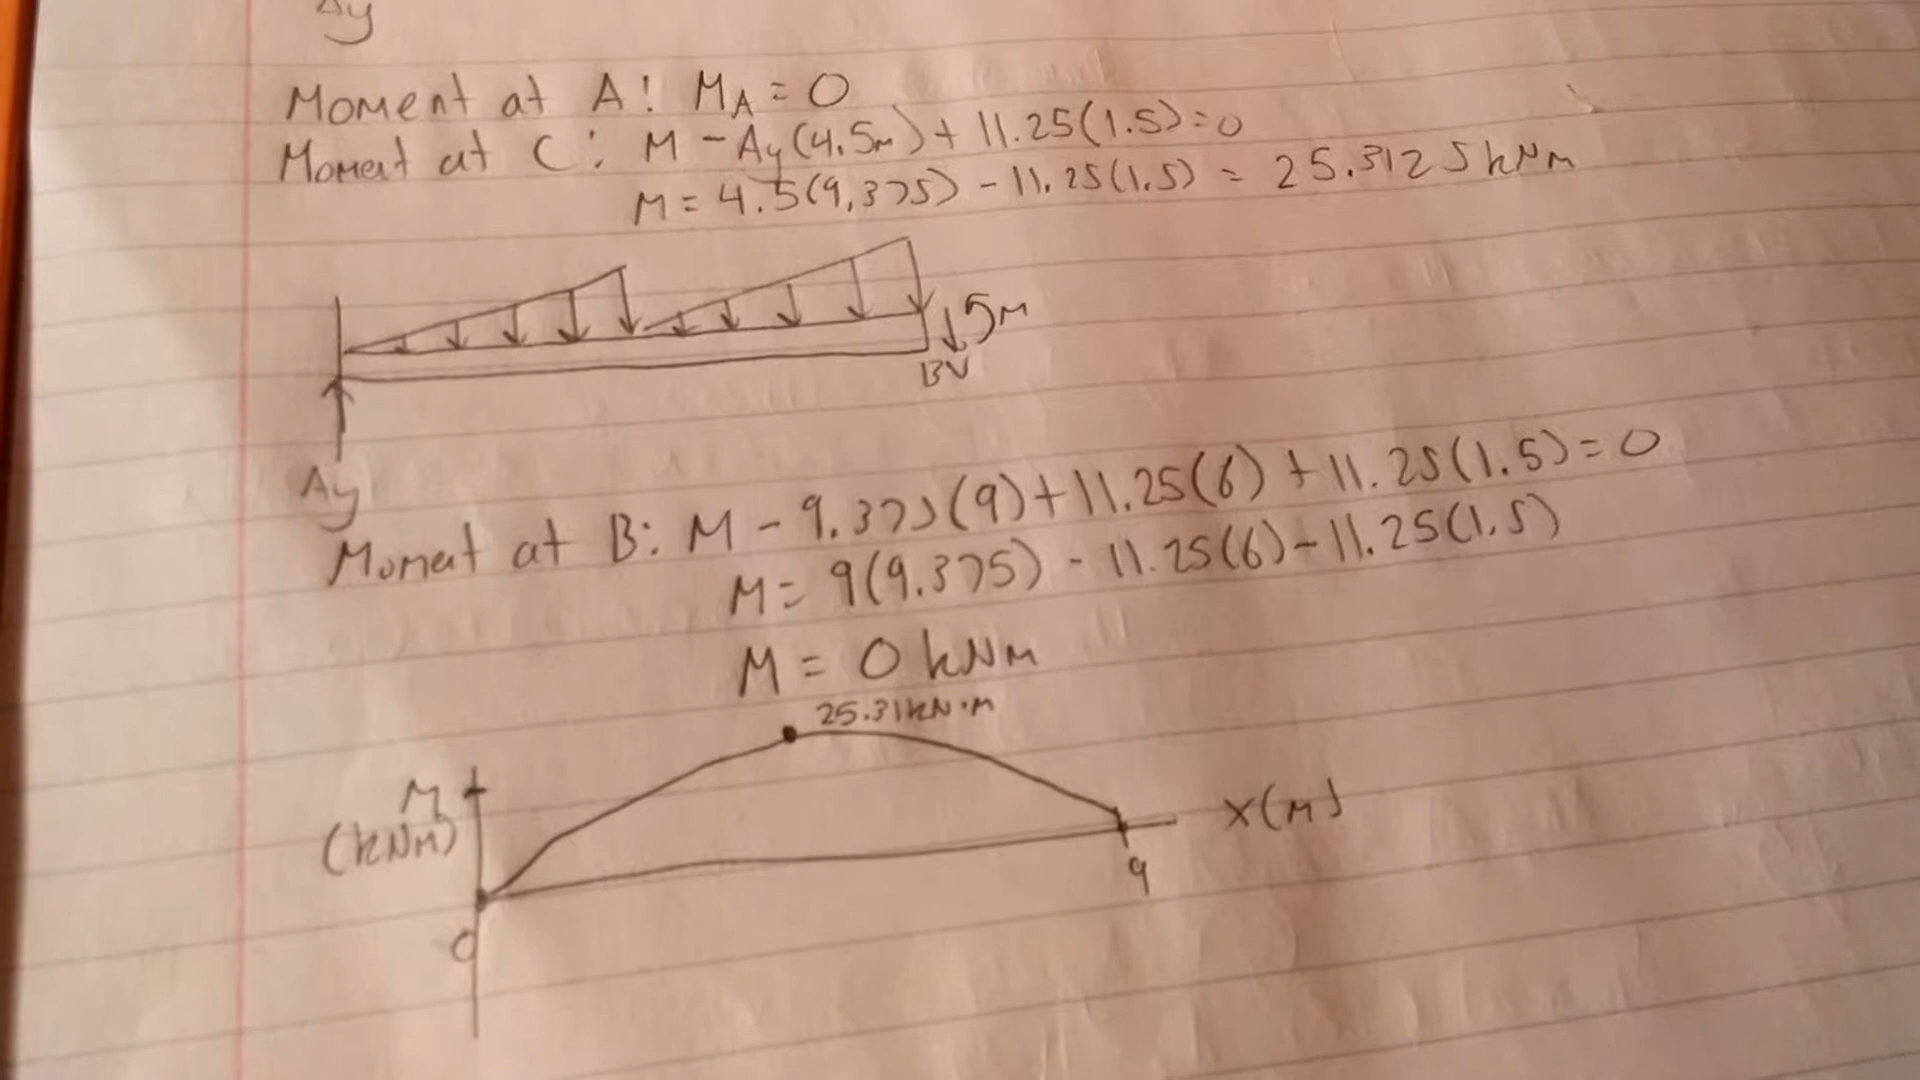 Ay
Moment at A: MA = 0
Moment at C: M - Ay(4.5m) + 11.25(1.5) = 0
M = 4.5(9.375) - 11.25(1.5) = 25.3125 kNm
5M
BV
Ay
Moment at B: M - 9.375(9) + 11.25(6) + 11.25(1.5) = 0
M = 9(9.375) - 11.25(6) - 11.25(1.5)
M = 0 kNm
25.31kN·m
M
(kNm)
X(m)
9
0